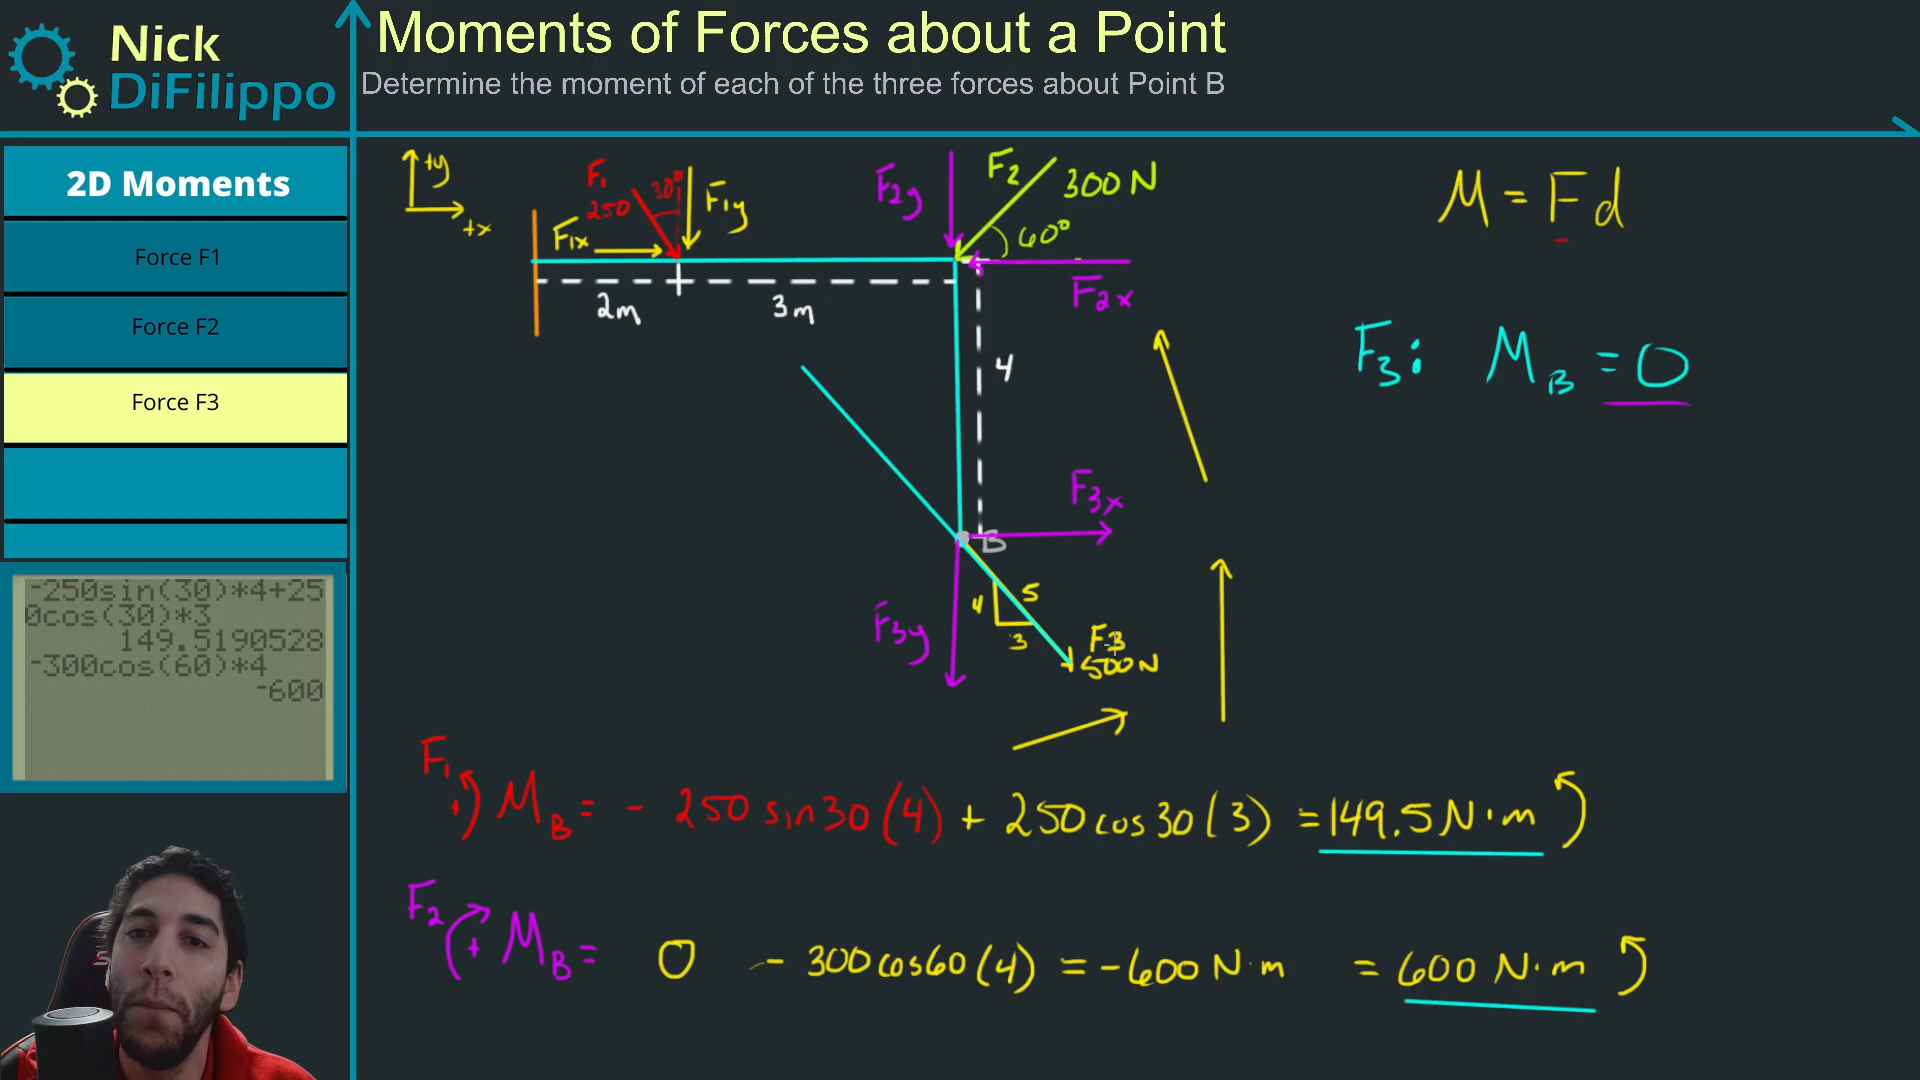 Nick
DiFilippo
Moments of Forces about a Point
Determine the moment of each of the three forces about Point B
2D Moments
Force F1
Force F2
Force F3
-250sin(30)*4+25
0cos(30)*3
149.5190528
-300cos(60)*4
-600
+y
+x
F1
250
30°
F1x
F1y
F2y
F2
300 N
60°
F2x
2m
3m
4
M = Fd
F3: MB = 0
F3x
B
F3y
4
5
3
F3
500 N
F1
+ MB = - 250 sin30 (4) + 250 cos 30 (3) = 149.5 N·m
F2
+ MB = 0 - 300 cos60 (4) = -600 N·m = 600 N·m